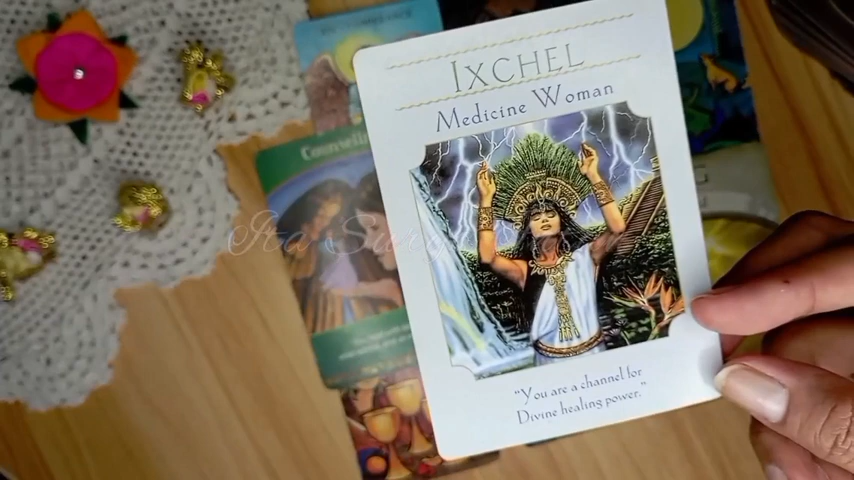 IXCHEL
Medicine Woman
"You are a channel for
Divine healing power."